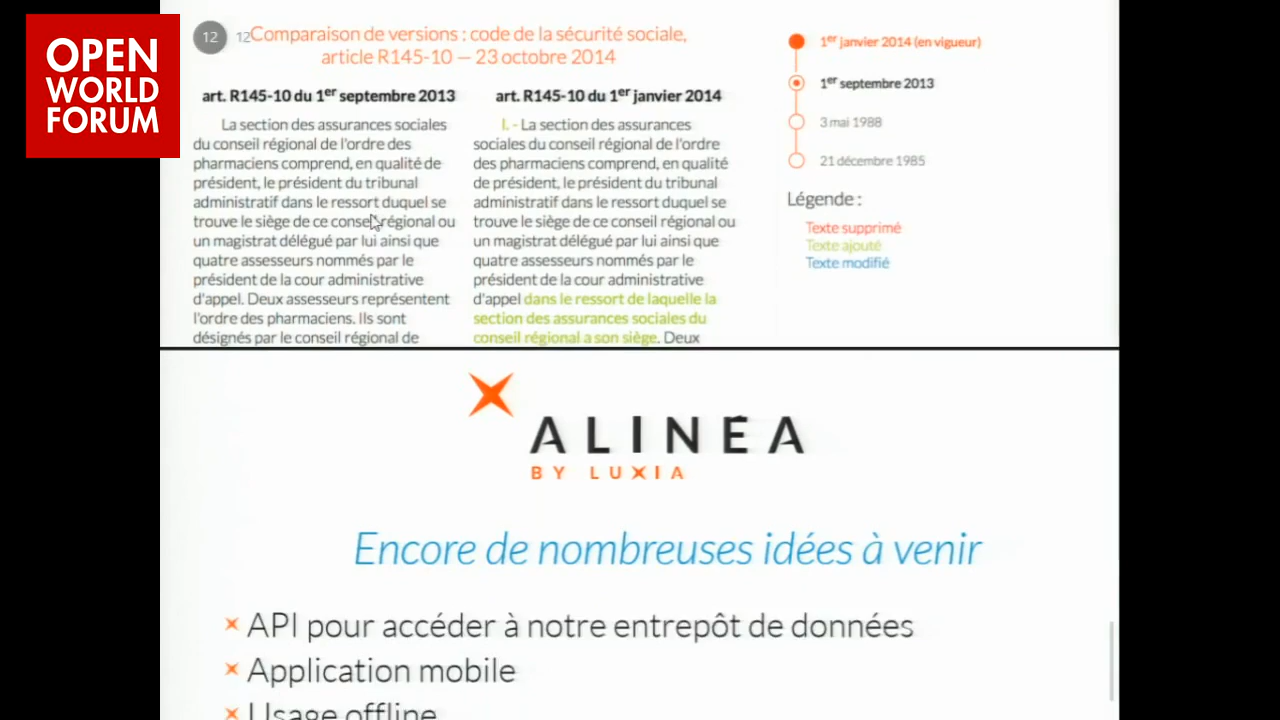 OPEN
WORLD
FORUM
12
12
Comparaison de versions : code de la sécurité sociale,
article R145-10 — 23 octobre 2014
art. R145-10 du 1er septembre 2013
La section des assurances sociales
du conseil régional de l'ordre des
pharmaciens comprend, en qualité de
président, le président du tribunal
administratif dans le ressort duquel se
trouve le siège de ce conseil régional ou
un magistrat délégué par lui ainsi que
quatre assesseurs nommés par le
président de la cour administrative
d'appel. Deux assesseurs représentent
l'ordre des pharmaciens. Ils sont
désignés par le conseil régional de
art. R145-10 du 1er janvier 2014
I. - La section des assurances
sociales du conseil régional de l'ordre
des pharmaciens comprend, en qualité
de président, le président du tribunal
administratif dans le ressort duquel se
trouve le siège de ce conseil régional ou
un magistrat délégué par lui ainsi que
quatre assesseurs nommés par le
président de la cour administrative
d'appel dans le ressort de laquelle la
section des assurances sociales du
conseil régional a son siège. Deux
1er janvier 2014 (en vigueur)
1er septembre 2013
3 mai 1988
21 décembre 1985
Légende :
Texte supprimé
Texte ajouté
Texte modifié
ALINÉA
BY LUXIA
Encore de nombreuses idées à venir
API pour accéder à notre entrepôt de données
Application mobile
Usage offline